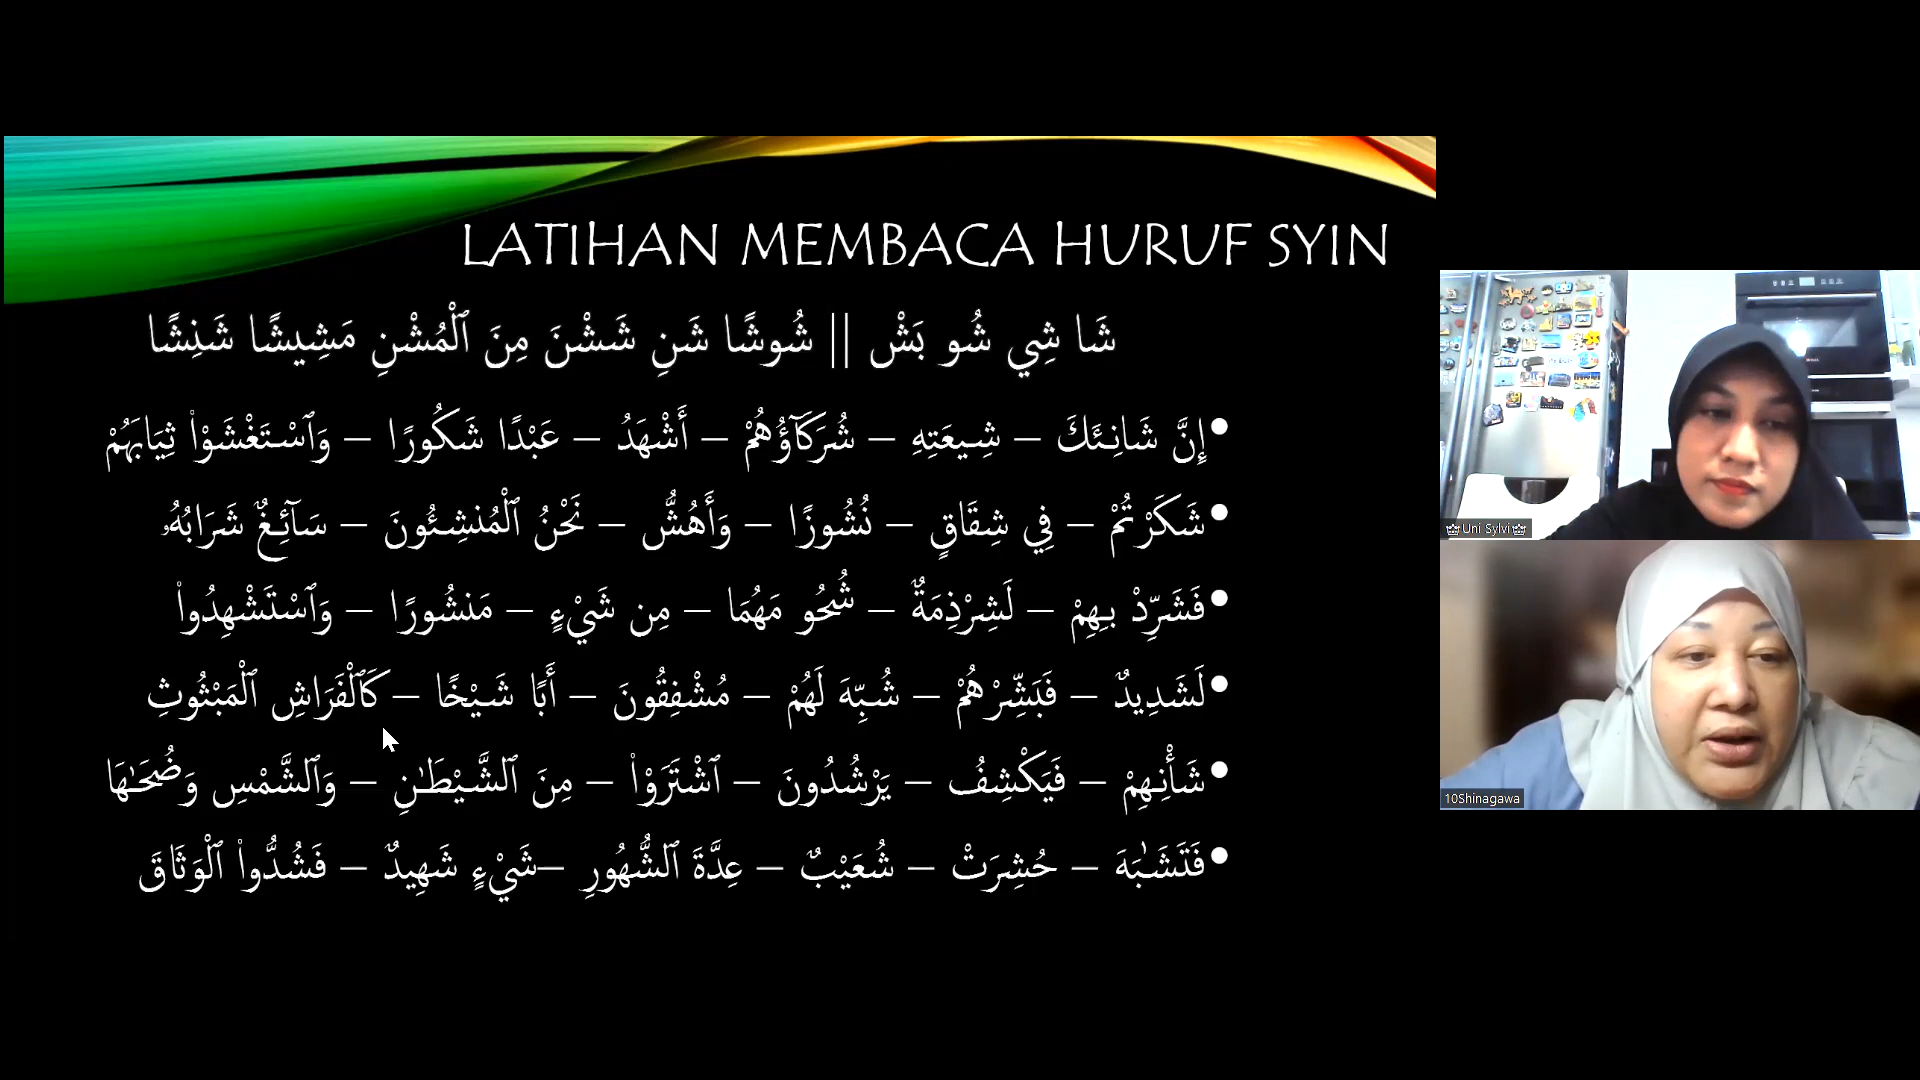 LATIHAN MEMBACA HURUF SYIN
شَا شِي شُو بَشْ || شُوشًا شَنِ شَشْنَ مِنَ ٱلْمُشْنِ مَشِيشًا شَنِشًا
•إِنَّ شَانِئَكَ – شِيعَتِهِ – شُرَكَآؤُهُمْ – أَشْهَدُ – عَبْدًا شَكُورًا – وَٱسْتَغْشَوْا۟ ثِيَابَهُمْ
•شَكَرْتُمْ – فِي شِقَاقٍ – نُشُوزًا – وَأَهُشُّ – نَحْنُ ٱلْمُنشِـُٔونَ – سَآئِغٌ شَرَابُهُۥ
•فَشَرِّدْ بِهِمْ – لَشِرْذِمَةٌ – شُحُو مَهُمَا – مِن شَيْءٍ – مَنشُورًا – وَٱسْتَشْهِدُوا۟
•لَشَدِيدٌ – فَبَشِّرْهُمْ – شُبِّهَ لَهُمْ – مُشْفِقُونَ – أَبًا شَيْخًا – كَٱلْفَرَاشِ ٱلْمَبْثُوثِ
•شَأْنِهِمْ – فَيَكْشِفُ – يَرْشُدُونَ – ٱشْتَرَوْا۟ – مِنَ ٱلشَّيْطَـٰنِ – وَٱلشَّمْسِ وَضُحَـٰهَا
•فَتَشَـٰبَهَ – حُشِرَتْ – شُعَيْبٌ – عِدَّةَ ٱلشُّهُورِ –شَيْءٍ شَهِيدٌ – فَشُدُّوا۟ ٱلْوَثَاقَ
Uni Sylvi
10Shinagawa